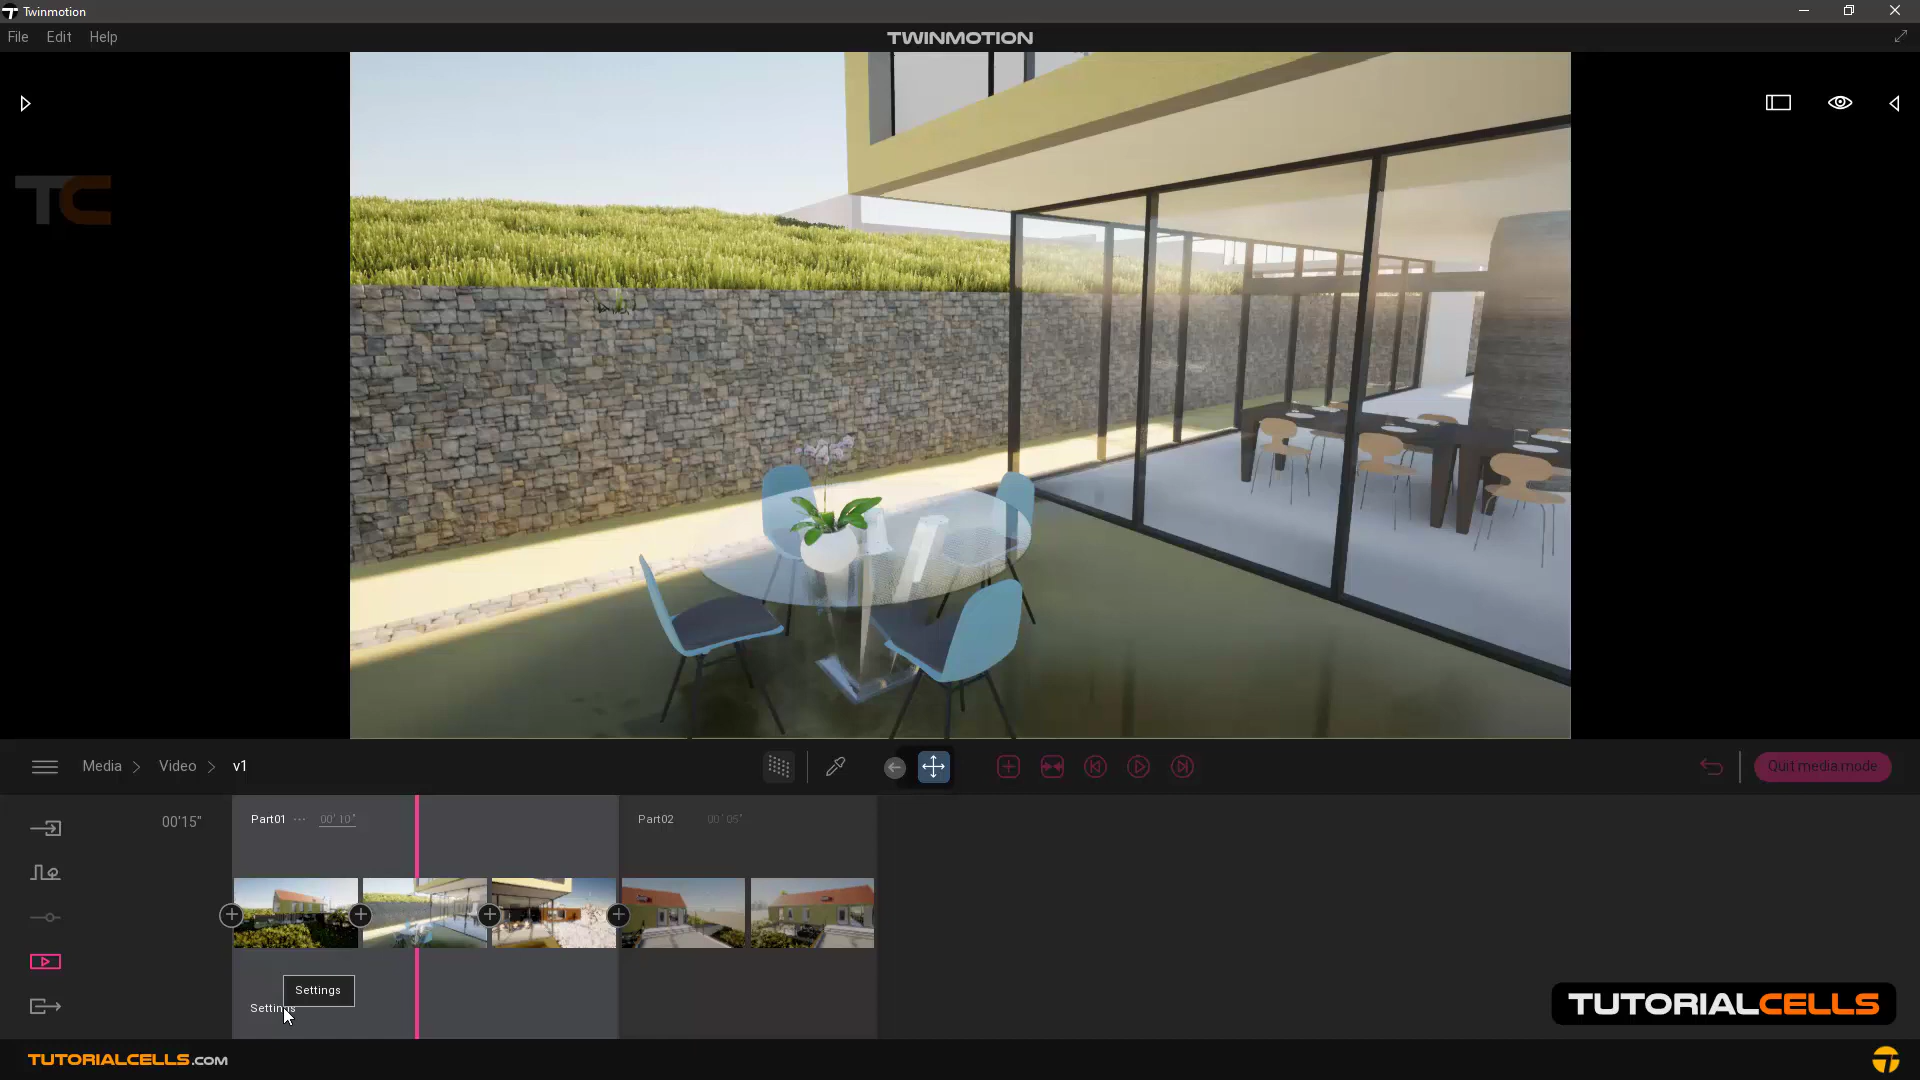 Twinmotion
File Edit Help
TWINMOTION
TC
Media Video v1
Quit media mode
00'15"
Part01 ··· 00'10"
Part02 00'05"
Settings
Settings
TUTORIALCELLS
TUTORIALCELLS.COM